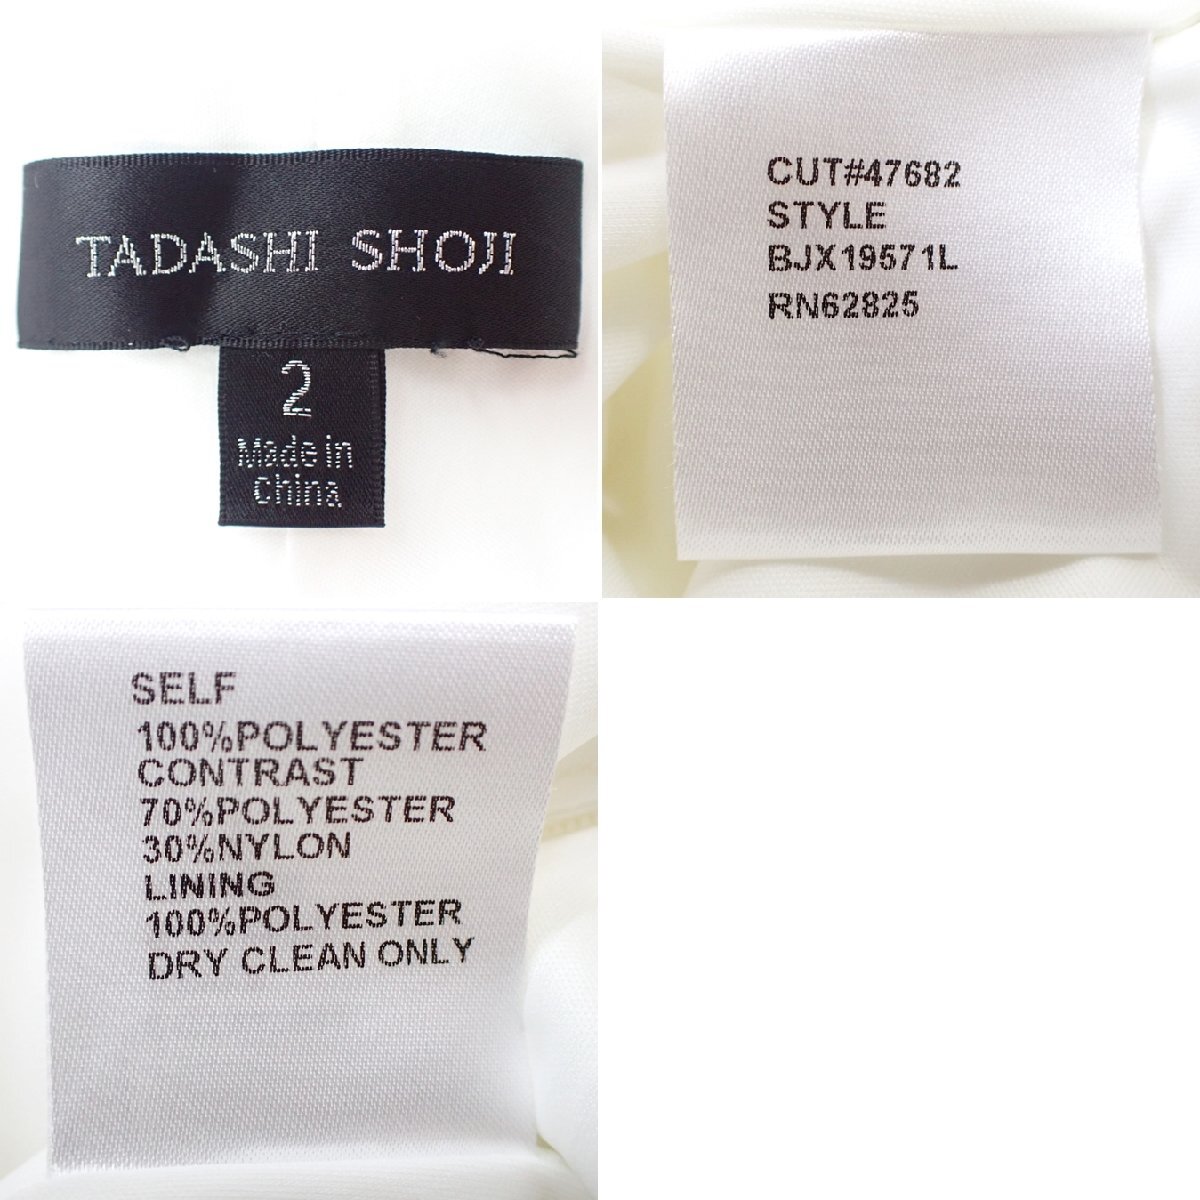 TADASHI SHOJI
2
Made in
China
CUT#47682
STYLE
BJX19571L
RN62825
SELF
100%POLYESTER
CONTRAST
70%POLYESTER
30%NYLON
LINING
100%POLYESTER
DRY CLEAN ONLY